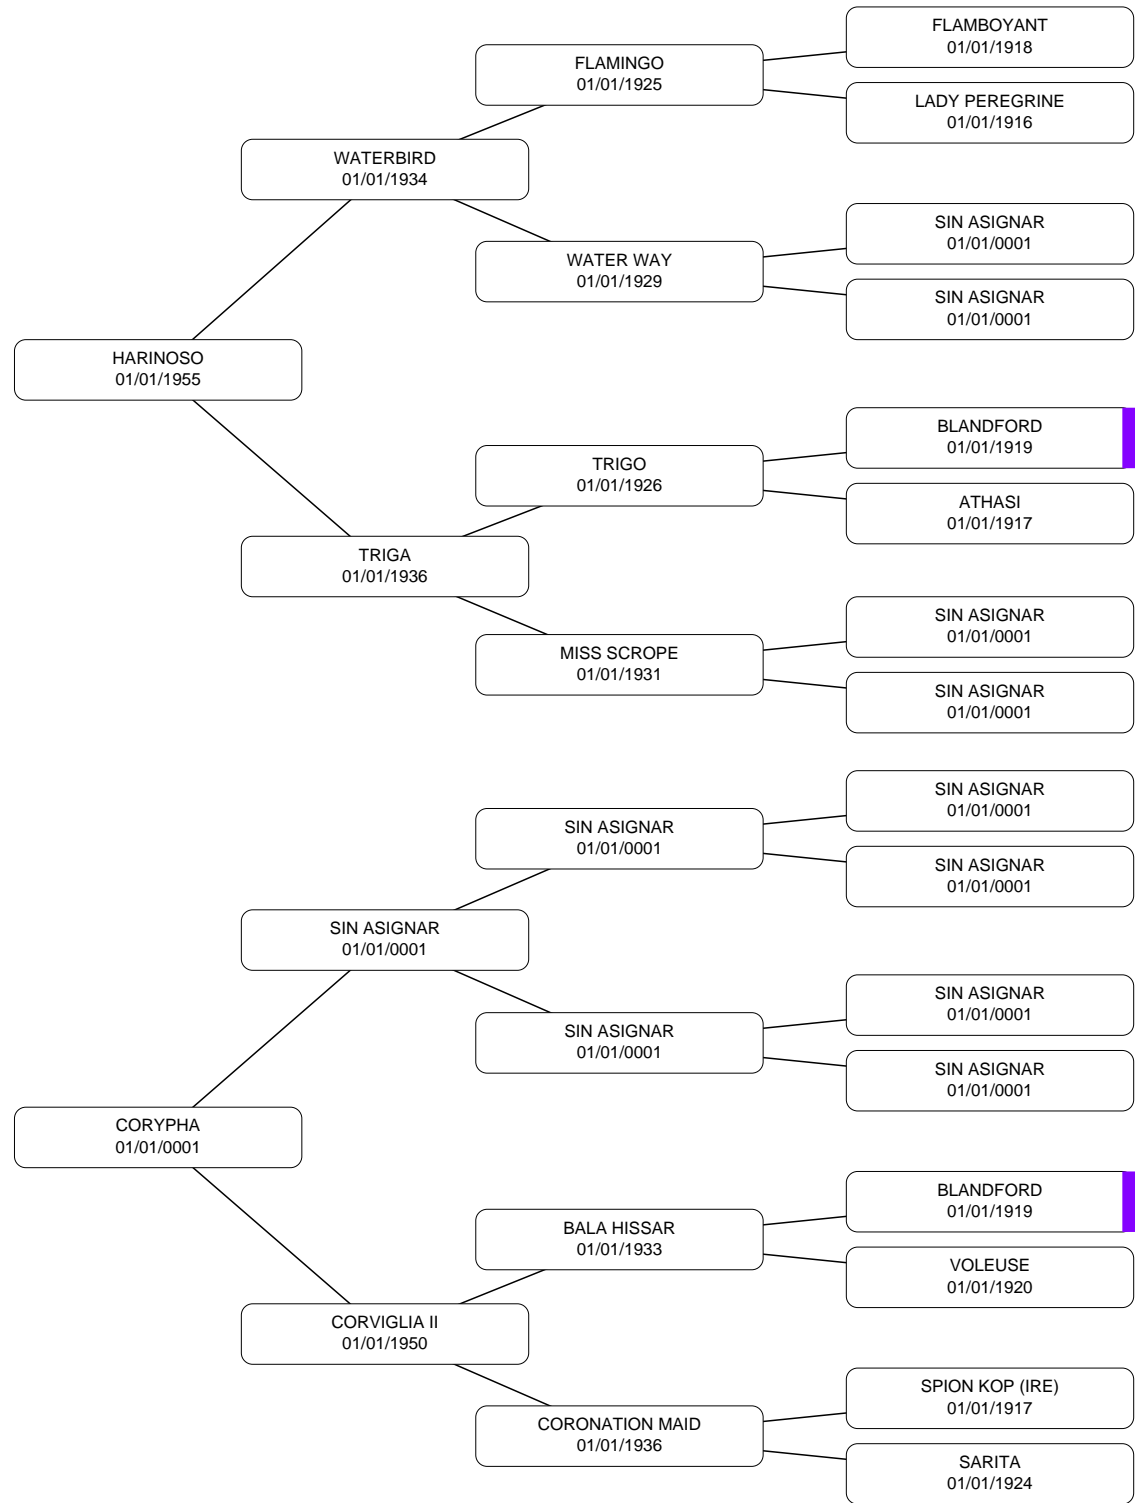 FLAMBOYANT
01/01/1918
FLAMINGO
01/01/1925
LADY PEREGRINE
01/01/1916
WATERBIRD
01/01/1934
SIN ASIGNAR
01/01/0001
WATER WAY
01/01/1929
SIN ASIGNAR
01/01/0001
HARINOSO
01/01/1955
BLANDFORD
01/01/1919
TRIGO
01/01/1926
ATHASI
01/01/1917
TRIGA
01/01/1936
SIN ASIGNAR
01/01/0001
MISS SCROPE
01/01/1931
SIN ASIGNAR
01/01/0001
SIN ASIGNAR
01/01/0001
SIN ASIGNAR
01/01/0001
SIN ASIGNAR
01/01/0001
SIN ASIGNAR
01/01/0001
SIN ASIGNAR
01/01/0001
SIN ASIGNAR
01/01/0001
SIN ASIGNAR
01/01/0001
CORYPHA
01/01/0001
BLANDFORD
01/01/1919
BALA HISSAR
01/01/1933
VOLEUSE
01/01/1920
CORVIGLIA II
01/01/1950
SPION KOP (IRE)
01/01/1917
CORONATION MAID
01/01/1936
SARITA
01/01/1924